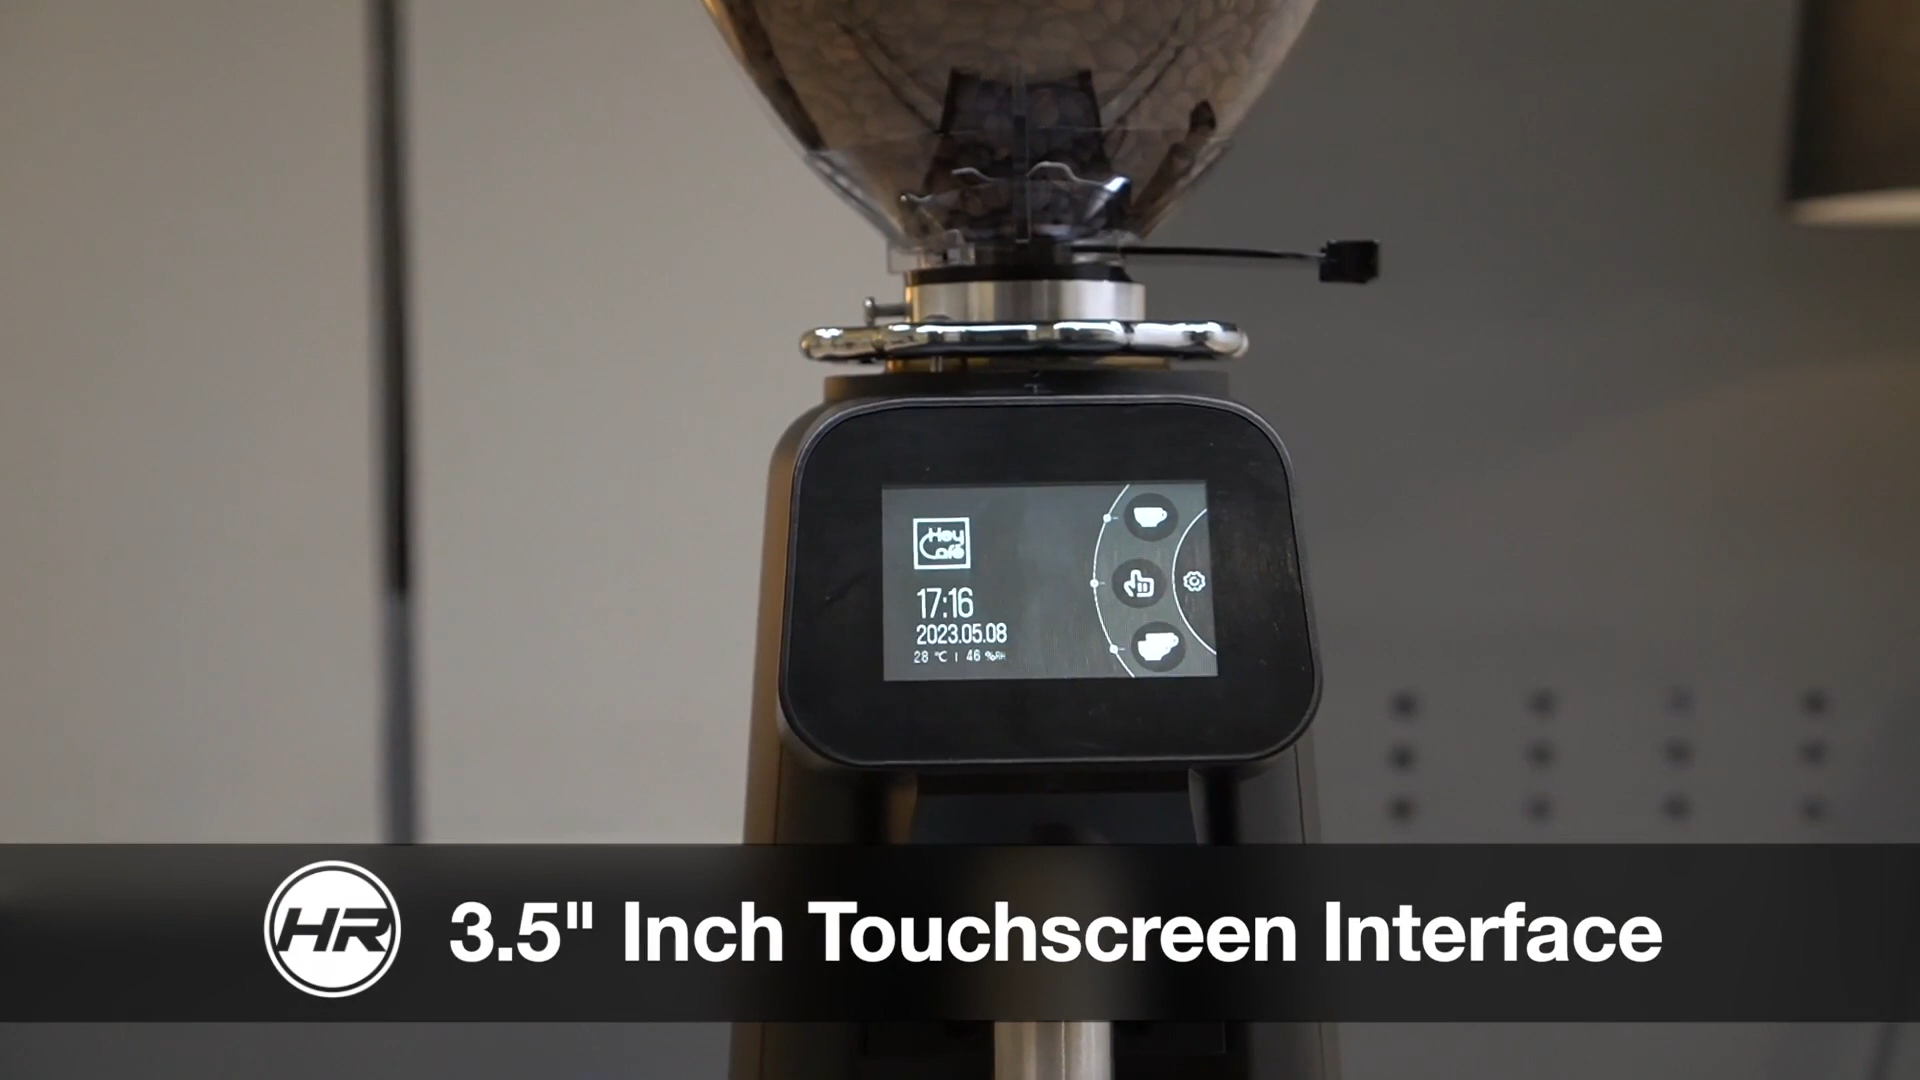 Hey
Café
17:16
2023.05.08
28 ℃ | 46 %RH
HR
3.5" Inch Touchscreen Interface